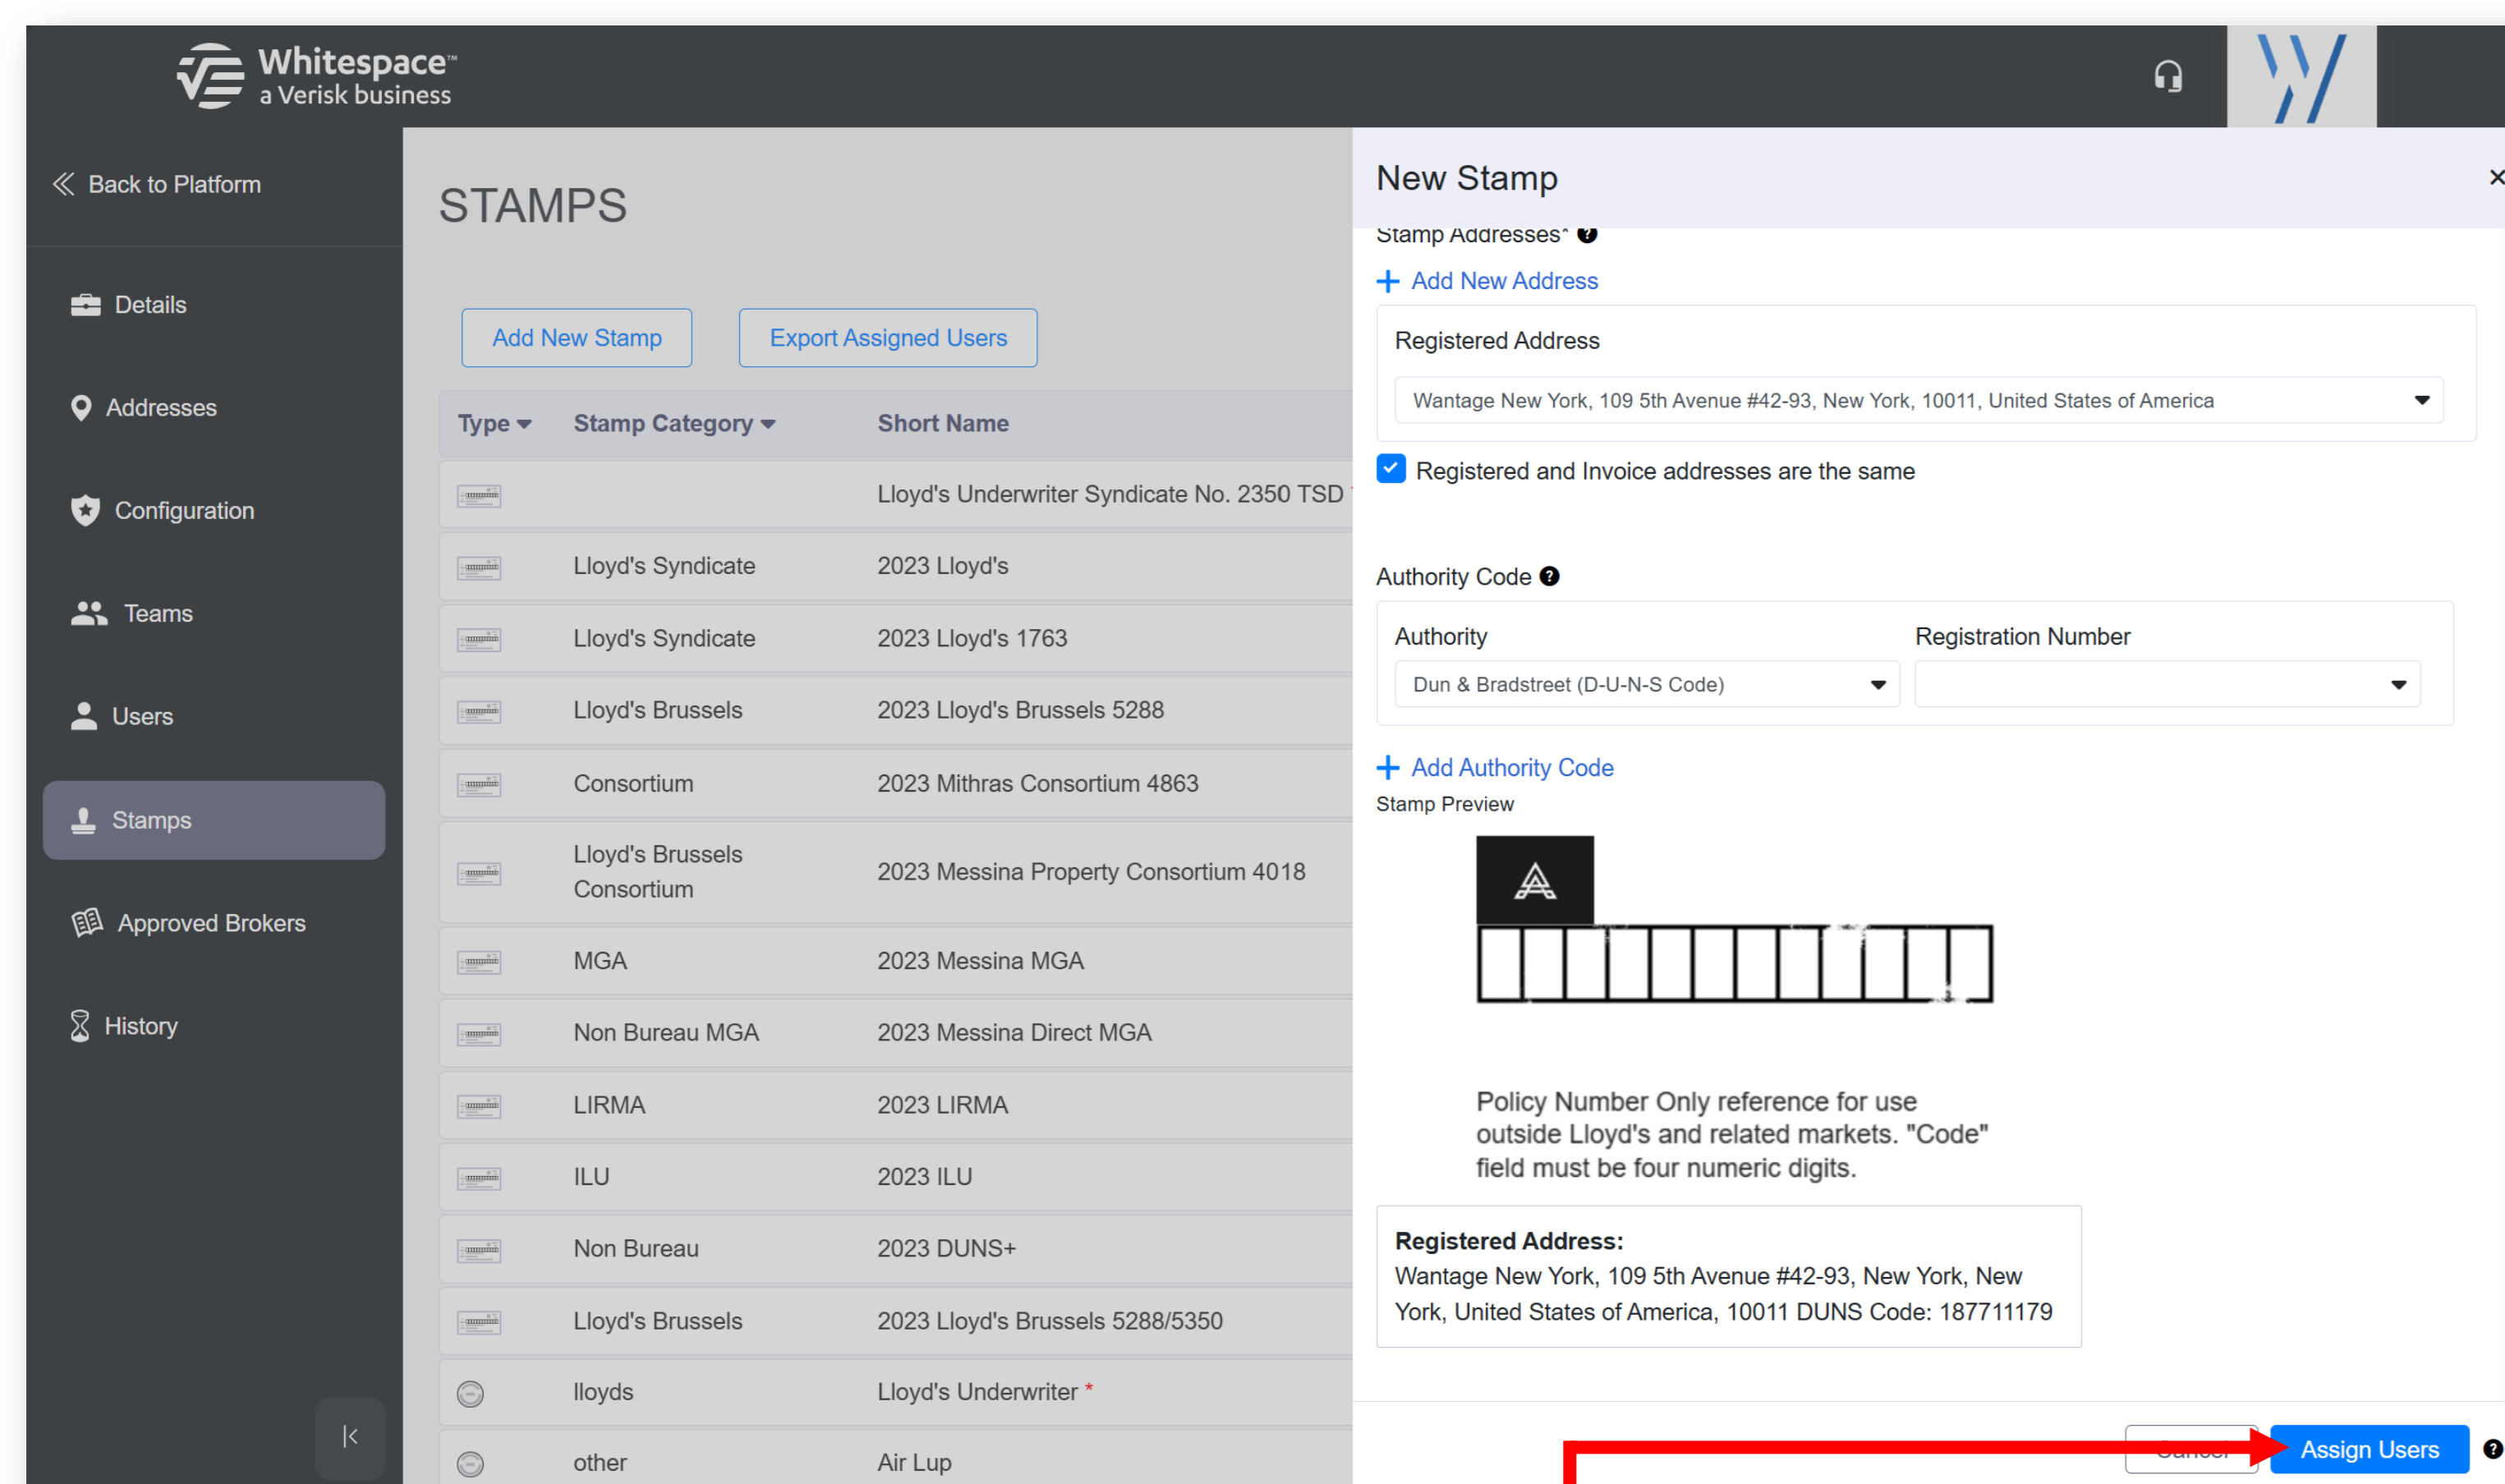 Whitespace™
a Verisk business
Back to Platform
Details
Addresses
Configuration
Teams
Users
Stamps
Approved Brokers
History
STAMPS
Add New Stamp
Export Assigned Users
Type
Stamp Category
Short Name
Lloyd's Underwriter Syndicate No. 2350 TSD
Lloyd's Syndicate
2023 Lloyd's
Lloyd's Syndicate
2023 Lloyd's 1763
Lloyd's Brussels
2023 Lloyd's Brussels 5288
Consortium
2023 Mithras Consortium 4863
Lloyd's Brussels
Consortium
2023 Messina Property Consortium 4018
MGA
2023 Messina MGA
Non Bureau MGA
2023 Messina Direct MGA
LIRMA
2023 LIRMA
ILU
2023 ILU
Non Bureau
2023 DUNS+
Lloyd's Brussels
2023 Lloyd's Brussels 5288/5350
lloyds
Lloyd's Underwriter *
other
Air Lup
New Stamp
Stamp Addresses*
Add New Address
Registered Address
Wantage New York, 109 5th Avenue #42-93, New York, 10011, United States of America
Registered and Invoice addresses are the same
Authority Code
Authority
Registration Number
Dun & Bradstreet (D-U-N-S Code)
Add Authority Code
Stamp Preview
Policy Number Only reference for use
outside Lloyd's and related markets. "Code"
field must be four numeric digits.
Registered Address:
Wantage New York, 109 5th Avenue #42-93, New York, New
York, United States of America, 10011 DUNS Code: 187711179
Cancel
Assign Users